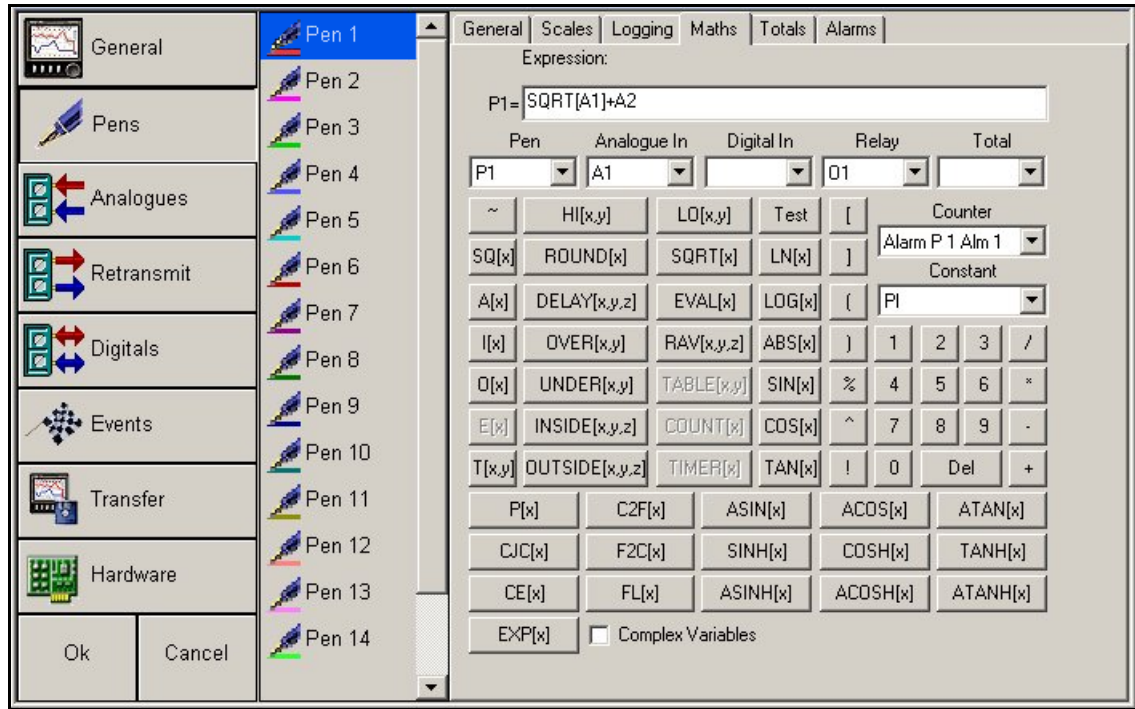 General
Pens
Analogues
Retransmit
Digitals
Events
Transfer
Hardware
Ok Cancel
Pen 1
Pen 2
Pen 3
Pen 4
Pen 5
Pen 6
Pen 7
Pen 8
Pen 9
Pen 10
Pen 11
Pen 12
Pen 13
Pen 14
General Scales Logging Maths Totals Alarms
Expression:
P1= SQRT[A1]+A2
Pen Analogue In Digital In Relay Total
P1 A1 O1
~ HI[x,y] LO[x,y] Test [ Counter
Alarm P 1 Alm 1
SQ[x] ROUND[x] SQRT[x] LN[x] ] Constant
A[x] DELAY[x,y,z] EVAL[x] LOG[x] ( PI
I[x] OVER[x,y] RAV[x,y,z] ABS[x] ) 1 2 3 /
O[x] UNDER[x,y] TABLE[x,y] SIN[x] % 4 5 6 *
E[x] INSIDE[x,y,z] COUNT[x] COS[x] ^ 7 8 9 -
T[x,y] OUTSIDE[x,y,z] TIMER[x] TAN[x] ! 0 Del +
P[x] C2F[x] ASIN[x] ACOS[x] ATAN[x]
CJC[x] F2C[x] SINH[x] COSH[x] TANH[x]
CE[x] FL[x] ASINH[x] ACOSH[x] ATANH[x]
EXP[x] Complex Variables